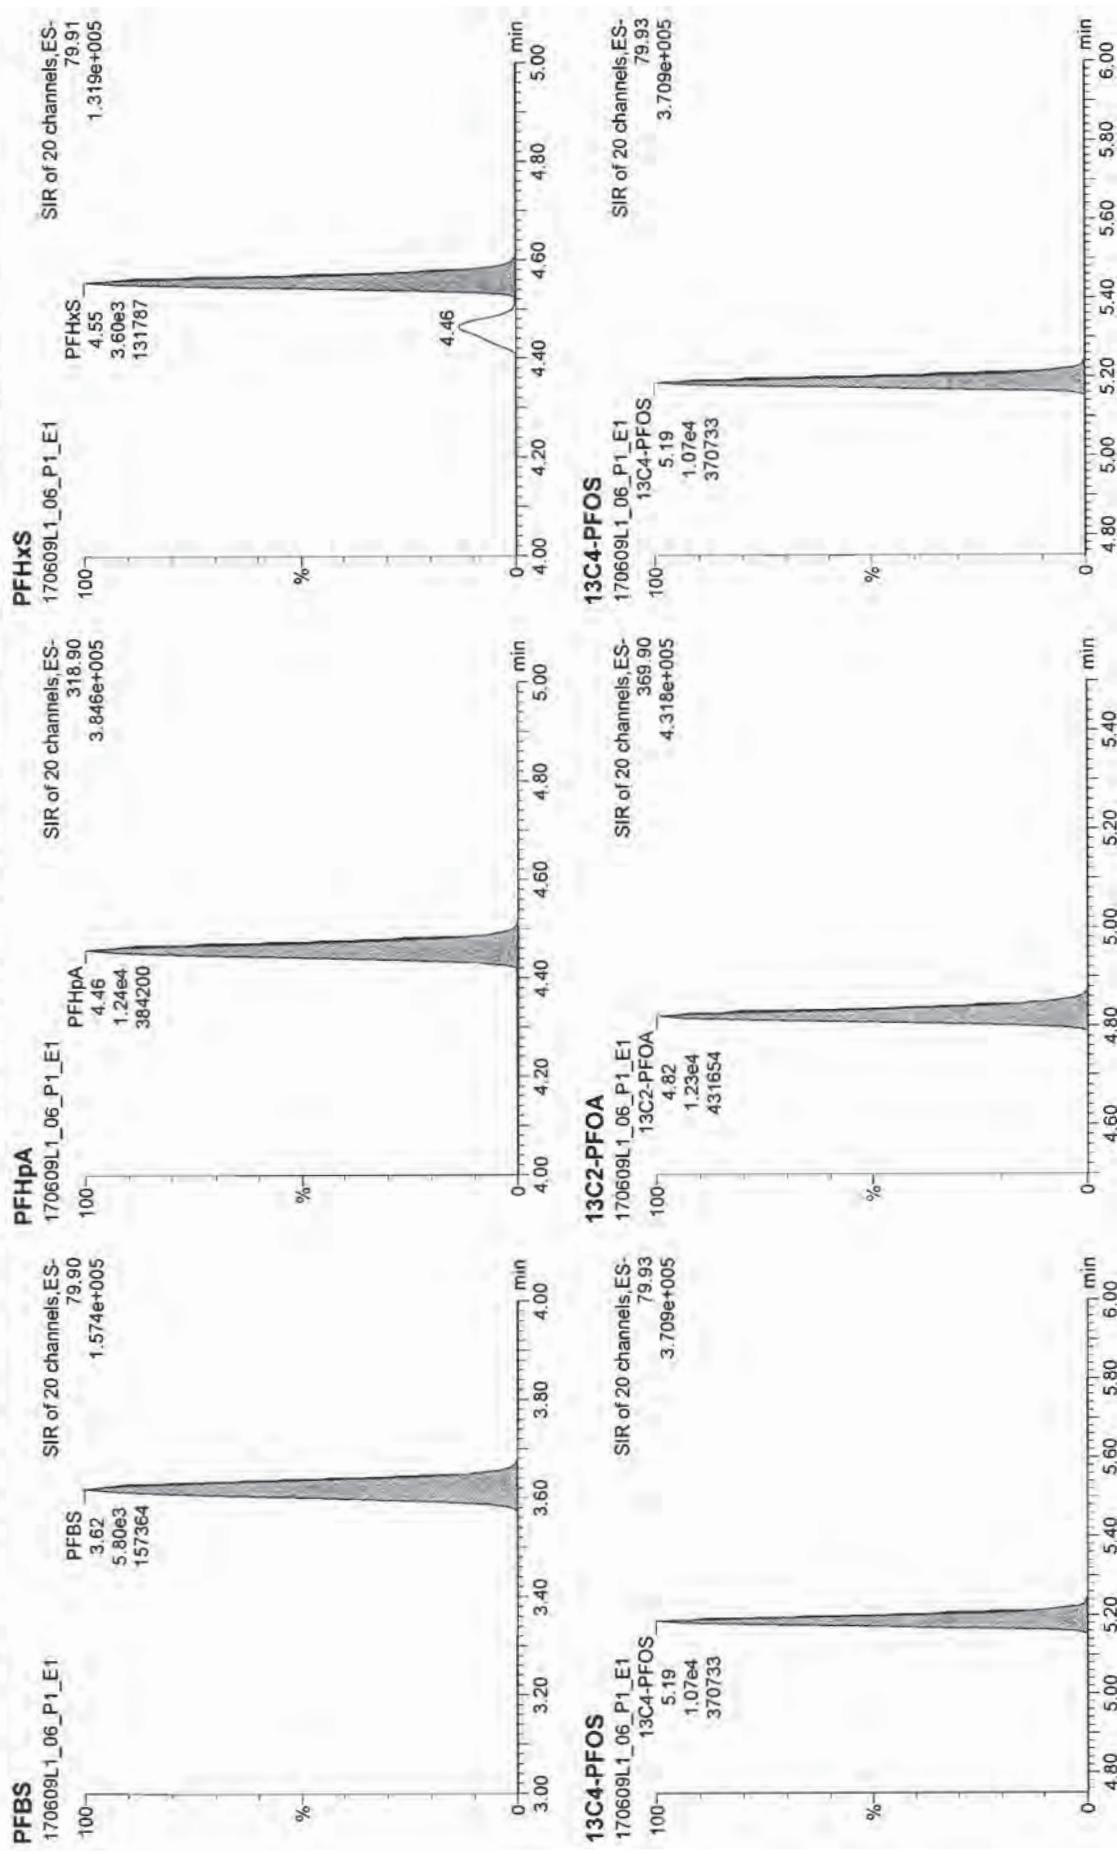 PFBS
170609L1_06_P1_E1
SIR of 20 channels,ES-
79.90
1.574e+005
PFBS
3.62
5.80e3
157364
100
%
0
3.00 3.20 3.40 3.60 3.80 4.00
min
PFHpA
170609L1_06_P1_E1
SIR of 20 channels,ES-
318.90
3.846e+005
PFHpA
4.46
1.24e4
384200
100
%
0
4.00 4.20 4.40 4.60 4.80 5.00
min
PFHxS
170609L1_06_P1_E1
SIR of 20 channels,ES-
79.91
1.319e+005
PFHxS
4.55
3.60e3
131787
4.46
100
%
0
4.00 4.20 4.40 4.60 4.80 5.00
min
13C4-PFOS
170609L1_06_P1_E1
SIR of 20 channels,ES-
79.93
3.709e+005
13C4-PFOS
5.19
1.07e4
370733
100
%
0
4.80 5.00 5.20 5.40 5.60 5.80 6.00
min
13C2-PFOA
170609L1_06_P1_E1
SIR of 20 channels,ES-
369.90
4.318e+005
13C2-PFOA
4.82
1.23e4
431654
100
%
0
4.60 4.80 5.00 5.20 5.40
min
13C4-PFOS
170609L1_06_P1_E1
SIR of 20 channels,ES-
79.93
3.709e+005
13C4-PFOS
5.19
1.07e4
370733
100
%
0
4.80 5.00 5.20 5.40 5.60 5.80 6.00
min